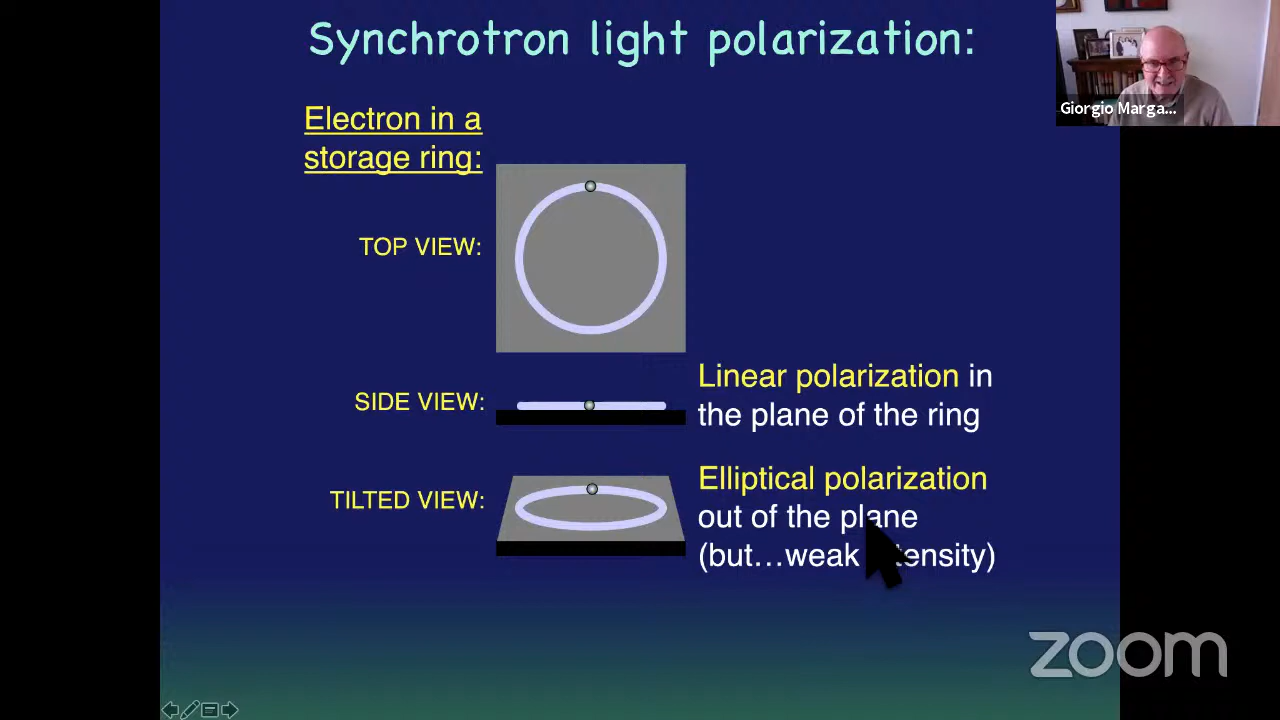 Synchrotron light polarization:
Giorgio Marga...
Electron in a
storage ring:
TOP VIEW:
SIDE VIEW:
Linear polarization in
the plane of the ring
TILTED VIEW:
Elliptical polarization
out of the plane
(but…weak intensity)
zoom